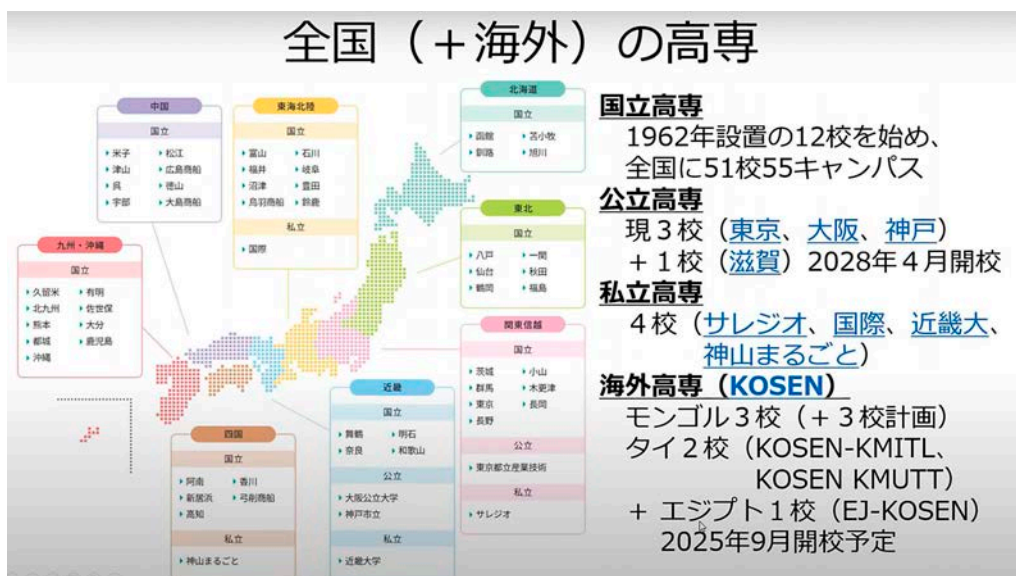 全国（＋海外）の高専
中国
国立
米子 松江
津山 広島商船
呉 徳山
宇部 大島商船
東海北陸
国立
富山 石川
福井 岐阜
沼津 豊田
鳥羽商船 鈴鹿
私立
国際
北海道
国立
函館 苫小牧
釧路 旭川
東北
国立
八戸 一関
仙台 秋田
鶴岡 福島
九州・沖縄
国立
久留米 有明
北九州 佐世保
熊本 大分
都城 鹿児島
沖縄
関東信越
国立
茨城 小山
群馬 木更津
東京 長岡
長野
公立
東京都立産業技術
私立
サレジオ
近畿
国立
舞鶴 明石
奈良 和歌山
公立
大阪公立大学
神戸市立
私立
近畿大学
四国
国立
阿南 香川
新居浜 弓削商船
高知
私立
神山まるごと
国立高専
1962年設置の12校を始め、
全国に51校55キャンパス
公立高専
現３校（東京、大阪、神戸）
＋１校（滋賀）2028年４月開校
私立高専
４校（サレジオ、国際、近畿大、
神山まるごと）
海外高専（KOSEN）
モンゴル３校（＋３校計画）
タイ２校（KOSEN-KMITL、
KOSEN KMUTT）
＋ エジプト１校（EJ-KOSEN）
2025年9月開校予定